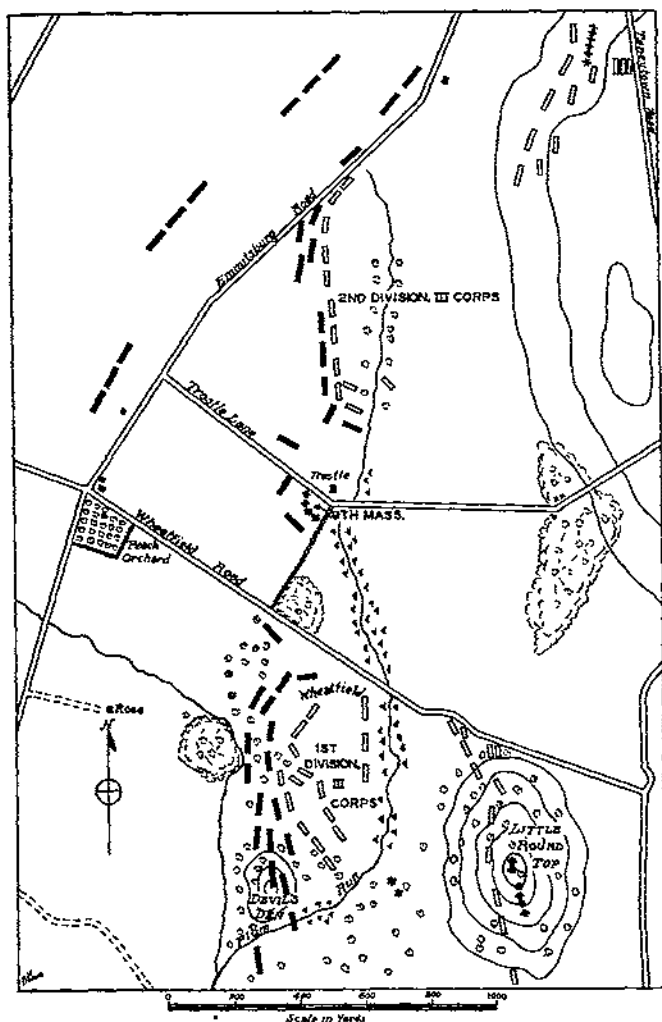 Taneytown Road
Emmitsburg Road
2ND DIVISION, III CORPS
Trostle Lane
Trostle
9TH MASS.
Peach
Orchard
Wheatfield Road
Rose
N
Wheatfield
1ST
DIVISION,
III
CORPS
LITTLE
ROUND
TOP
DEVIL'S
DEN
Plum Run
0 200 400 600 800 1000
Scale in Yards